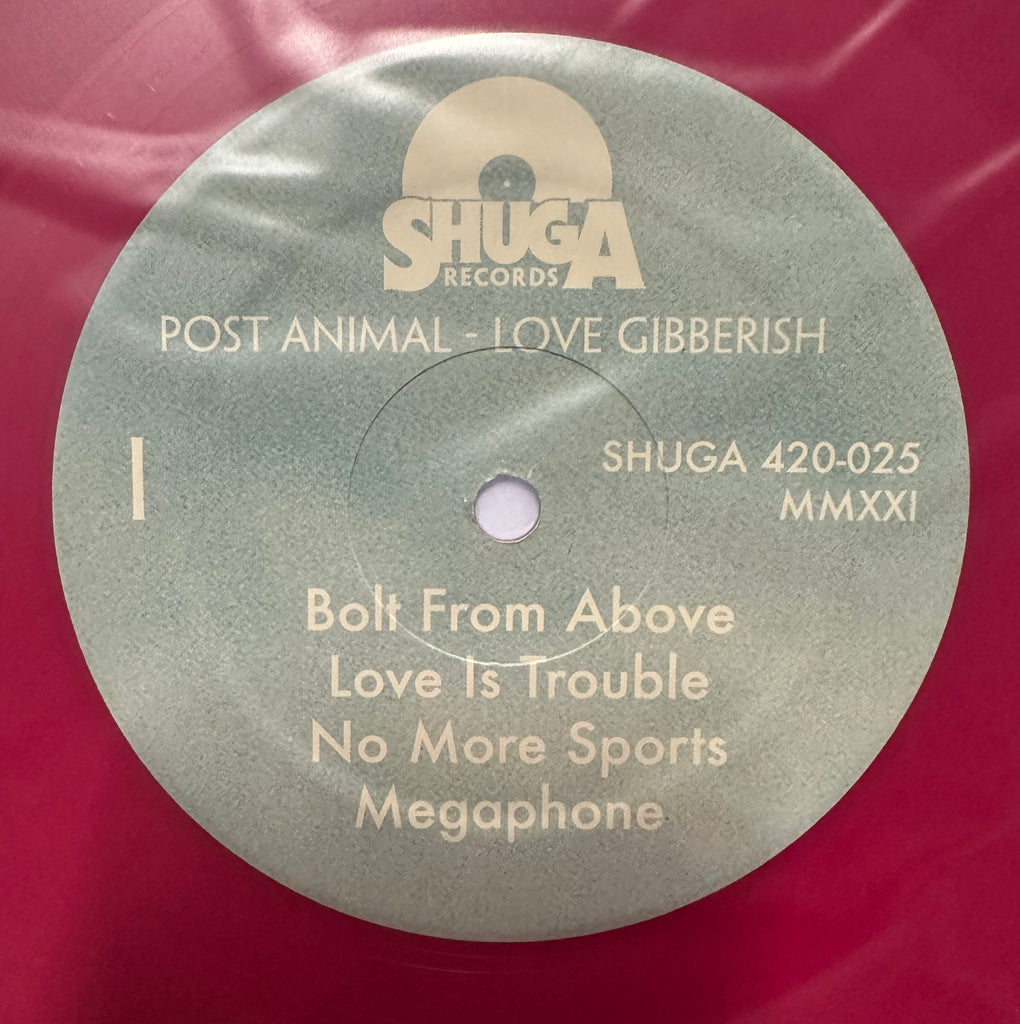 SHUGA
RECORDS
POST ANIMAL - LOVE GIBBERISH
I
SHUGA 420-025
MMXXI
Bolt From Above
Love Is Trouble
No More Sports
Megaphone